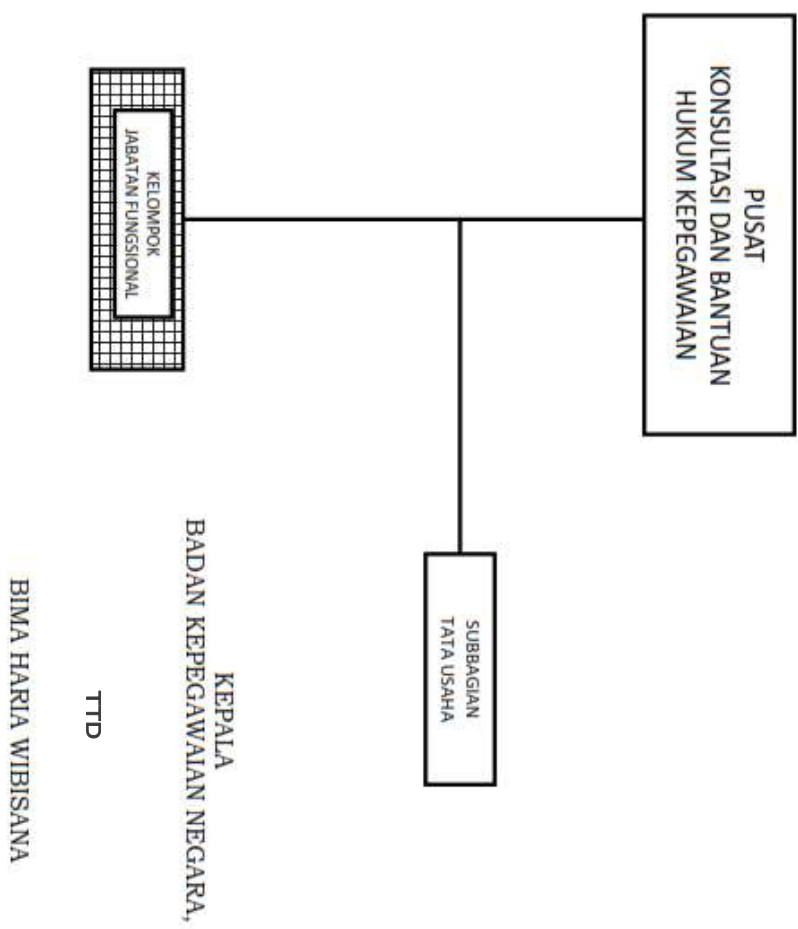 PUSAT
KONSULTASI DAN BANTUAN
HUKUM KEPEGAWAIAN
SUBBAGIAN
TATA USAHA
KELOMPOK
JABATAN FUNGSIONAL
KEPALA
BADAN KEPEGAWAIAN NEGARA,
TTD
BIMA HARIA WIBISANA